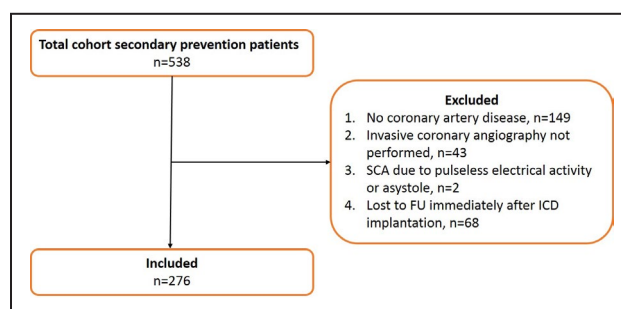 Total cohort secondary prevention patients
n=538
Excluded
1. No coronary artery disease, n=149
2. Invasive coronary angiography not
performed, n=43
3. SCA due to pulseless electrical activity
or asystole, n=2
4. Lost to FU immediately after ICD
implantation, n=68
Included
n=276